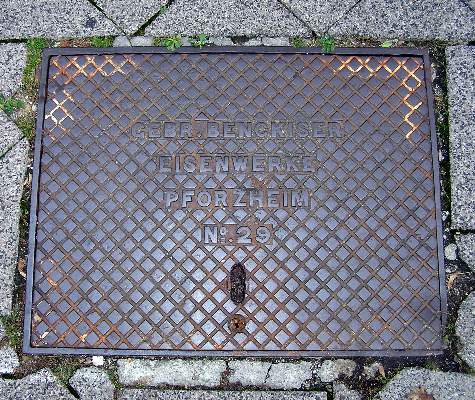 GEBR. BENCKISER
EISENWERKE
PFORZHEIM
No. 29